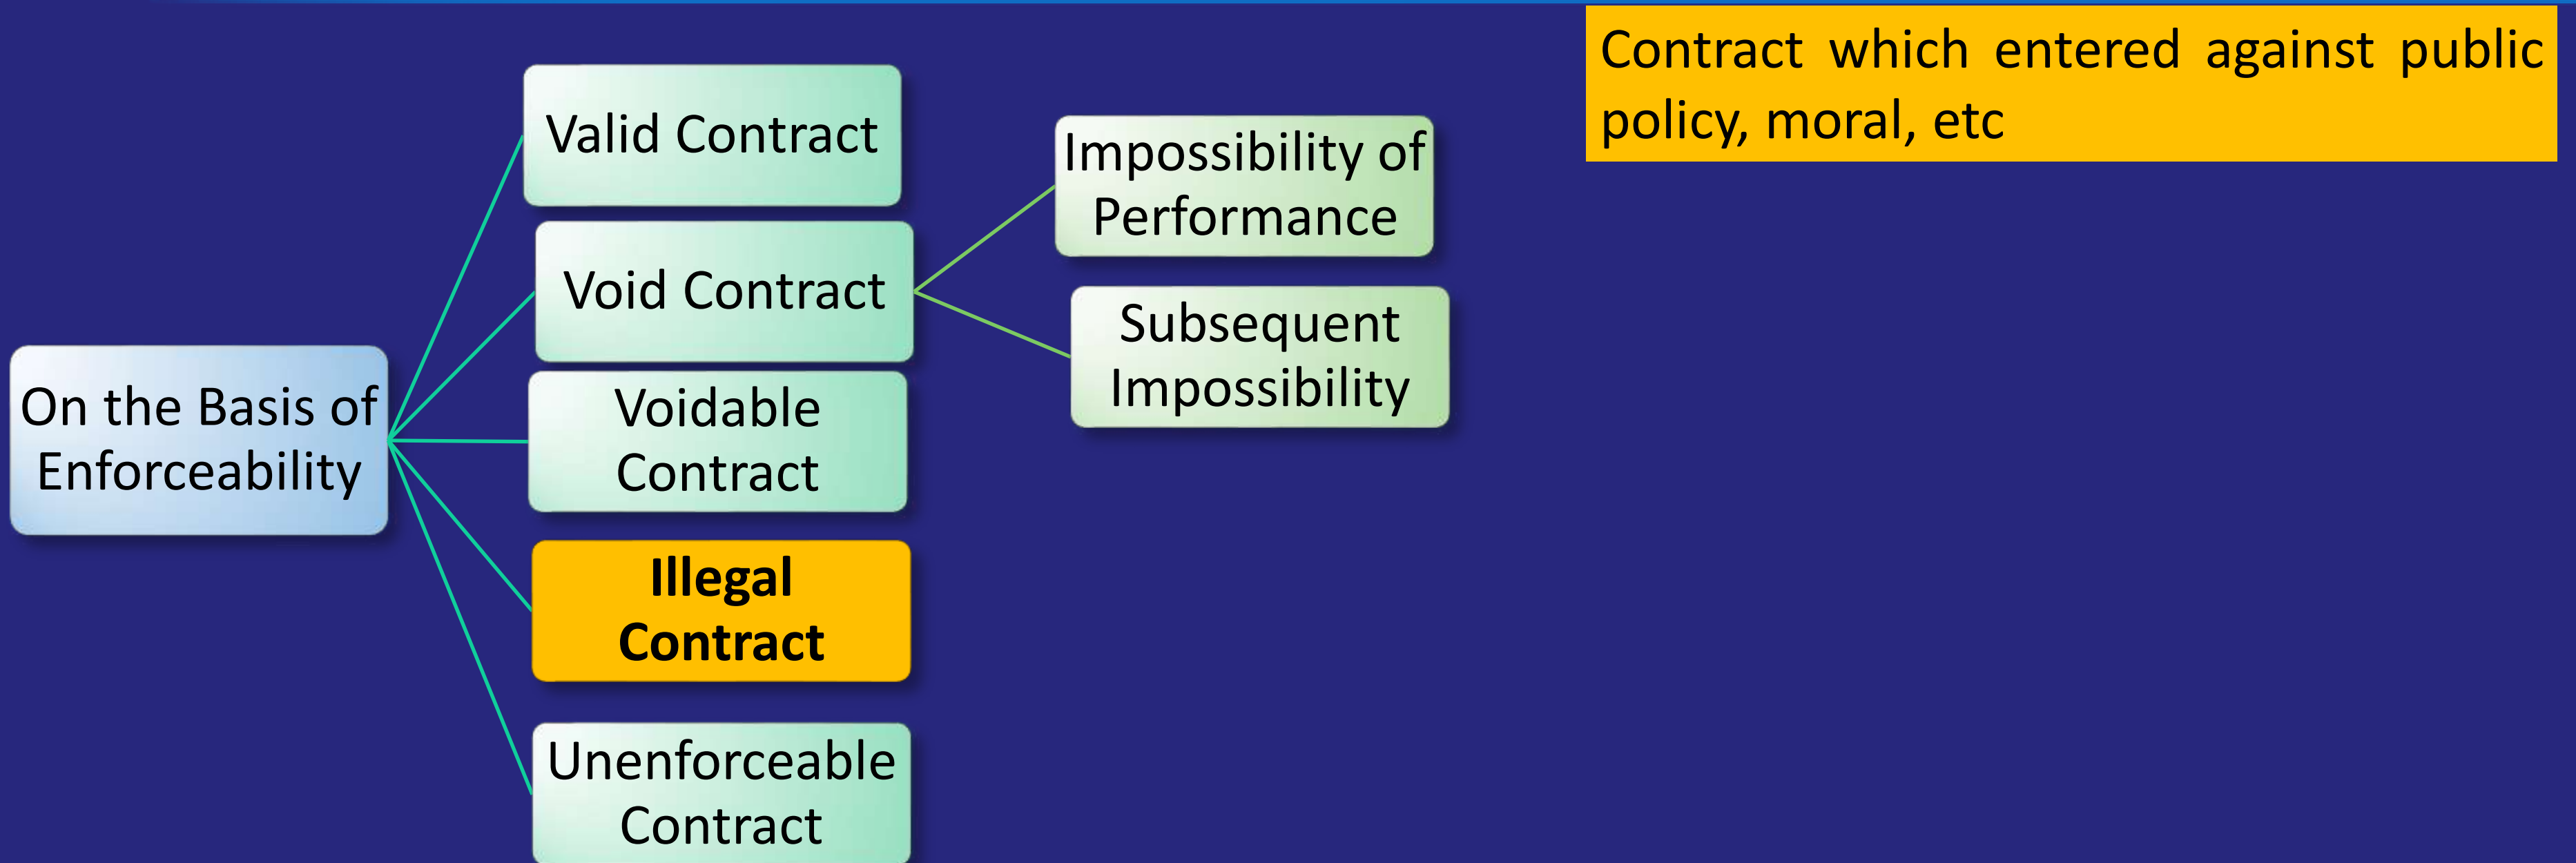 Contract which entered against public
policy, moral, etc
Valid Contract
Impossibility of
Performance
Void Contract
Subsequent
Impossibility
On the Basis of
Enforceability
Voidable
Contract
Illegal
Contract
Unenforceable
Contract